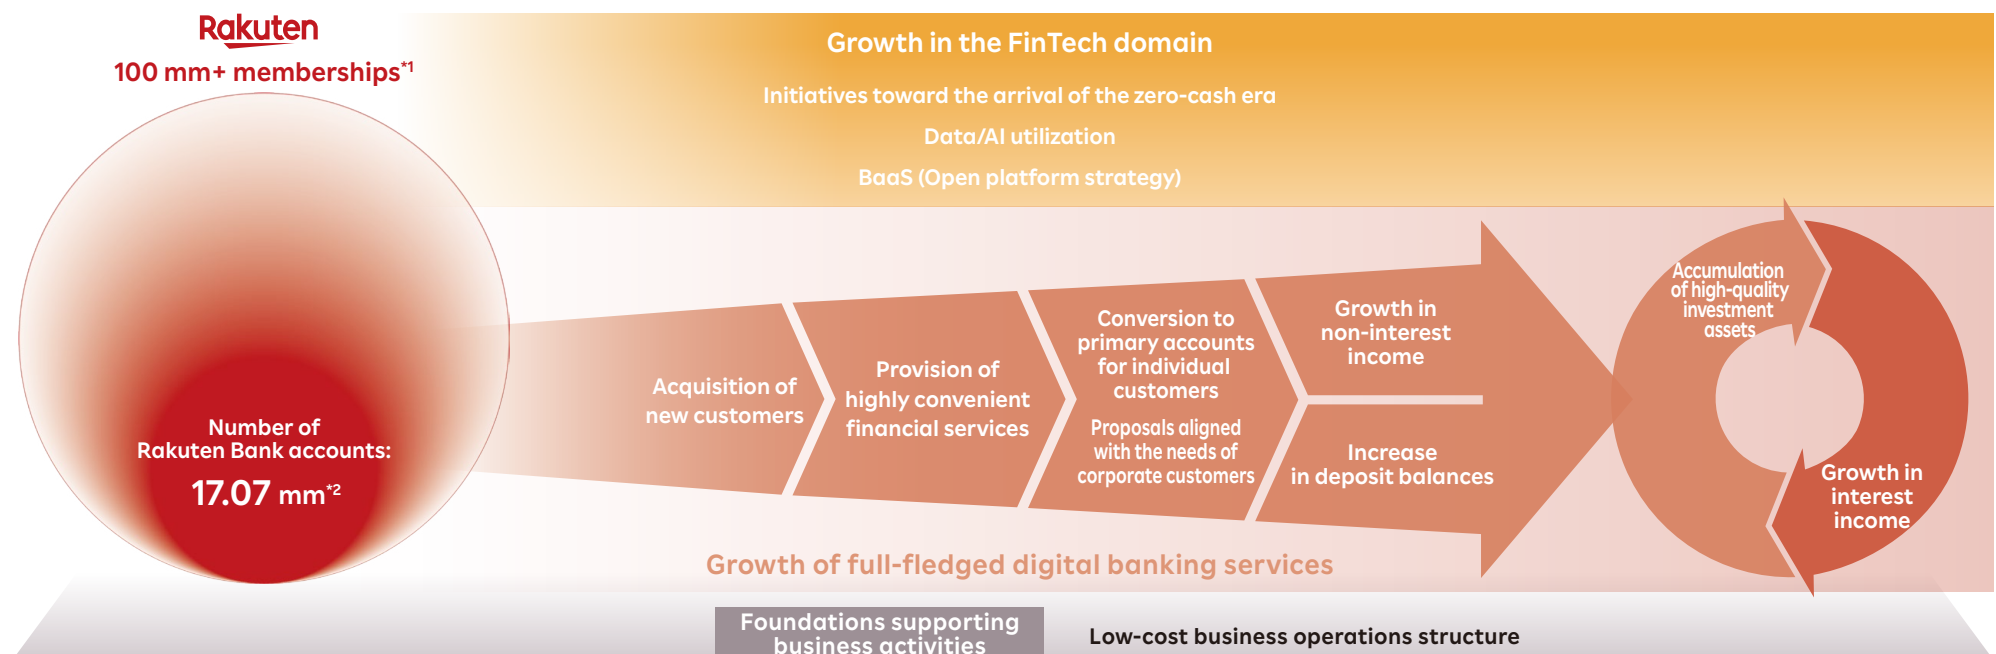 Rakuten
100 mm+ memberships*1
Number of
Rakuten Bank accounts:
17.07 mm*2
Growth in the FinTech domain
Initiatives toward the arrival of the zero-cash era
Data/AI utilization
BaaS (Open platform strategy)
Acquisition of
new customers
Provision of
highly convenient
financial services
Conversion to
primary accounts
for individual
customers
Proposals aligned
with the needs of
corporate customers
Growth in
non-interest
income
Increase
in deposit balances
Accumulation
of high-quality
investment
assets
Growth in
interest
income
Growth of full-fledged digital banking services
Foundations supporting
business activities
Low-cost business operations structure